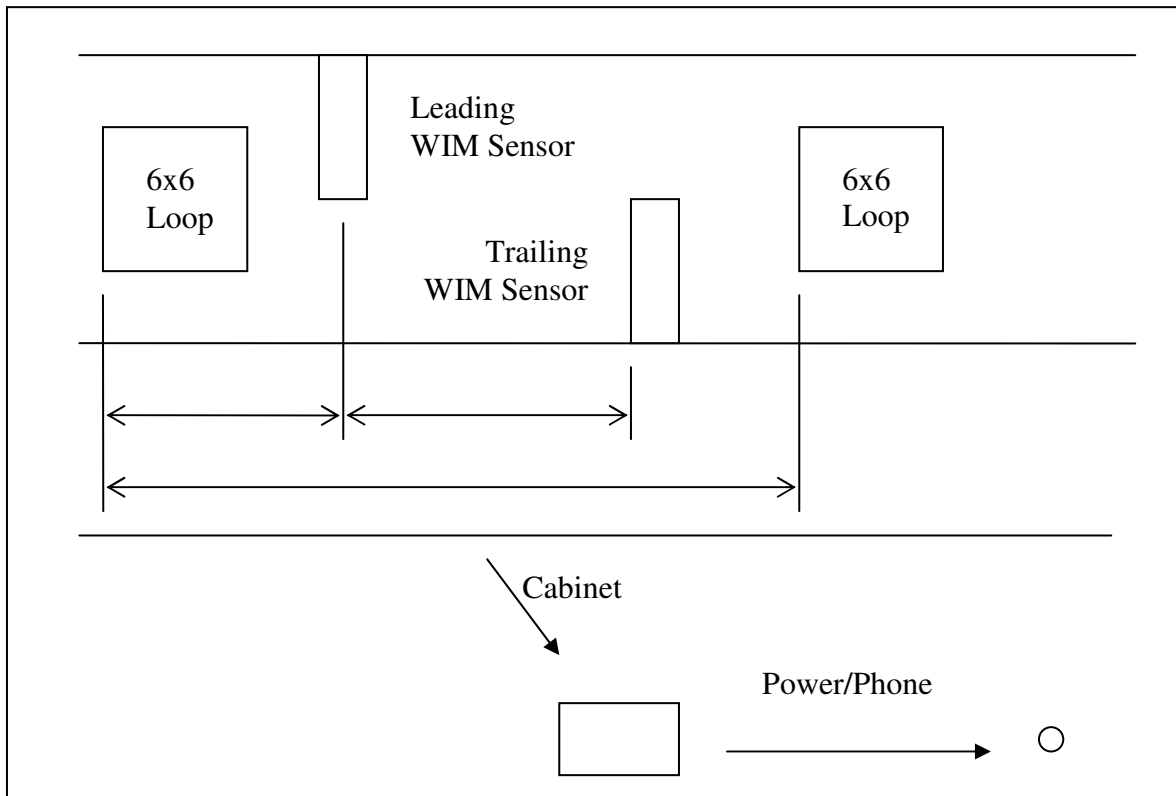 Leading
WIM Sensor
6x6
Loop
6x6
Loop
Trailing
WIM Sensor
Cabinet
Power/Phone